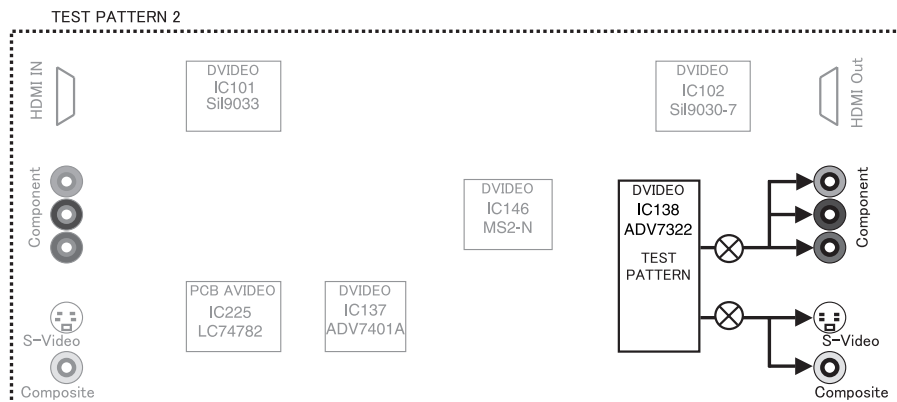 TEST PATTERN 2
HDMI IN
DVIDEO
IC101
Sil9033
DVIDEO
IC102
Sil9030-7
HDMI Out
Component
DVIDEO
IC146
MS2-N
DVIDEO
IC138
ADV7322
TEST
PATTERN
Component
PCB AVIDEO
IC225
LC74782
DVIDEO
IC137
ADV7401A
S-Video
Composite
S-Video
Composite